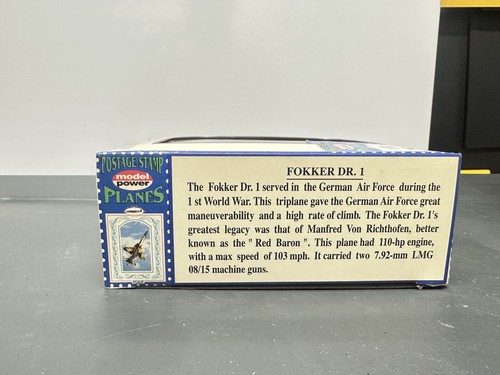 POSTAGE STAMP
model
power
PLANES
FOKKER DR. 1
The Fokker Dr. 1 served in the German Air Force during the
1 st World War. This triplane gave the German Air Force great
maneuverability and a high rate of climb. The Fokker Dr. 1's
greatest legacy was that of Manfred Von Richthofen, better
known as the " Red Baron ". This plane had 110-hp engine,
with a max speed of 103 mph. It carried two 7.92-mm LMG
08/15 machine guns.